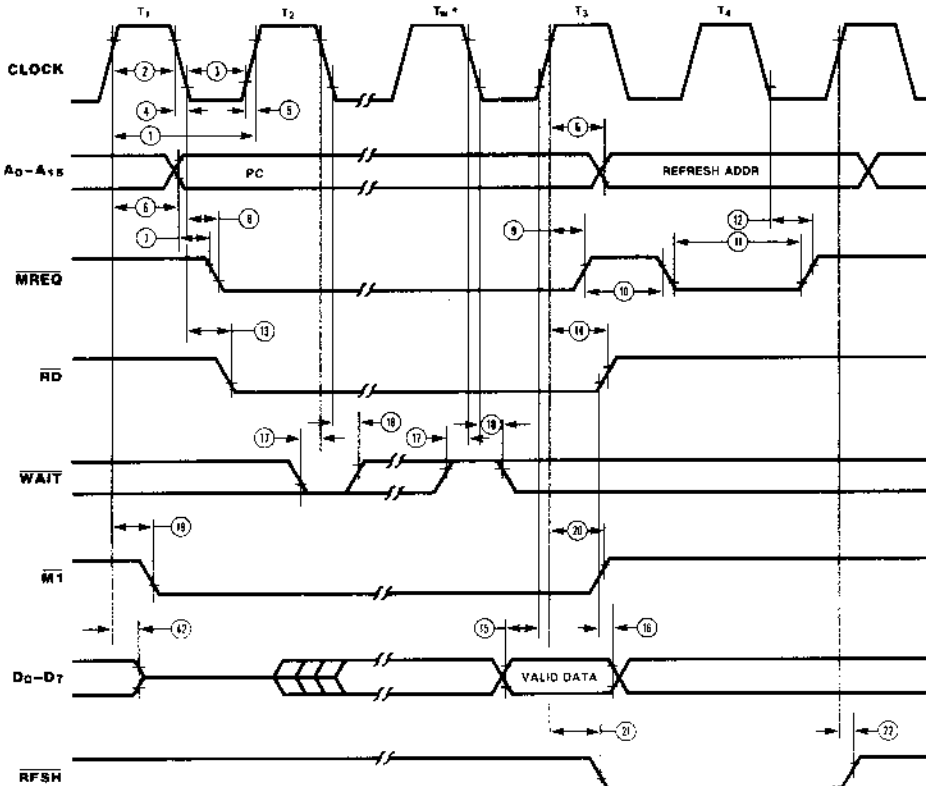 T1 T2 Tw* T3 T4
CLOCK
2 3
4 5
1 6
A0-A15 PC REFRESH ADDR
6 8 12
7 9 11
MREQ
10
13 14
RD
17 18 17 18
WAIT
19 20
M1
42 15 16
D0-D7 VALID DATA
21 22
RFSH